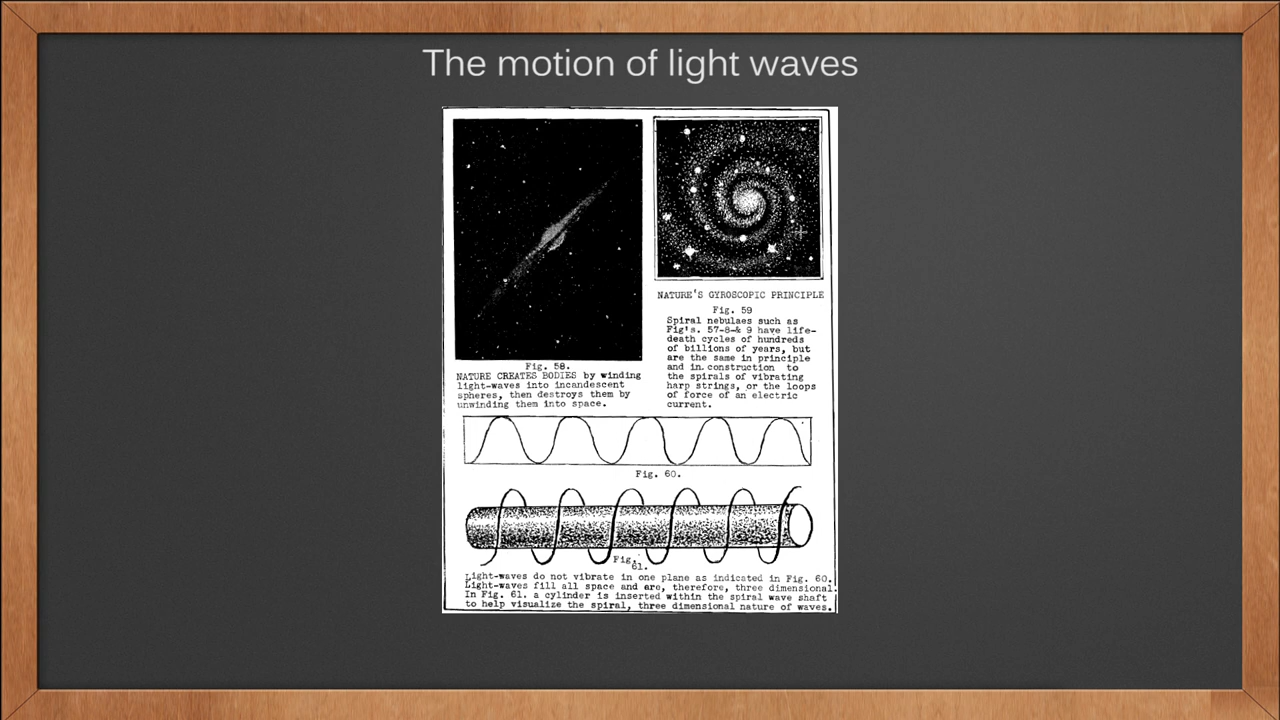 The motion of light waves
NATURE'S GYROSCOPIC PRINCIPLE
Fig. 59
Spiral nebulaes such as
Fig's. 57-8-& 9 have life-
death cycles of hundreds
of billions of years, but
are the same in principle
and in construction to
the spirals of vibrating
harp strings, or the loops
of force of an electric
current.
Fig. 58.
NATURE CREATES BODIES by winding
light-waves into incandescent
spheres, then destroys them by
unwinding them into space.
Fig. 60.
Fig.
61.
Light-waves do not vibrate in one plane as indicated in Fig. 60.
Light-waves fill all space and are, therefore, three dimensional.
In Fig. 61. a cylinder is inserted within the spiral wave shaft
to help visualize the spiral, three dimensional nature of waves.